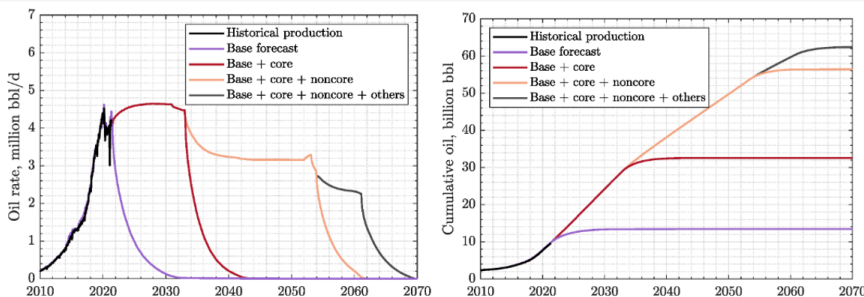 7
6
5
4
3
2
1
0
Oil rate, million bbl/d
Historical production
Base forecast
Base + core
Base + core + noncore
Base + core + noncore + others
2010 2020 2030 2040 2050 2060 2070
70
60
50
40
30
20
10
0
Cumulative oil, billion bbl
Historical production
Base forecast
Base + core
Base + core + noncore
Base + core + noncore + others
2010 2020 2030 2040 2050 2060 2070